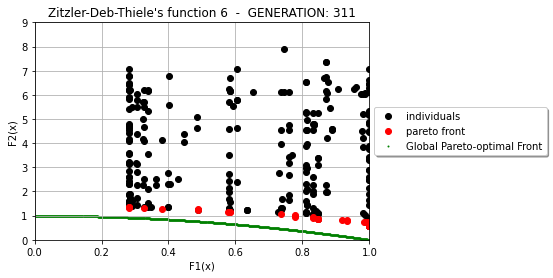 Zitzler-Deb-Thiele's function 6 - GENERATION: 311
9
8
7
6
5
4
3
2
1
0
F2(x)
0.0 0.2 0.4 0.6 0.8 1.0
F1(x)
individuals
pareto front
Global Pareto-optimal Front